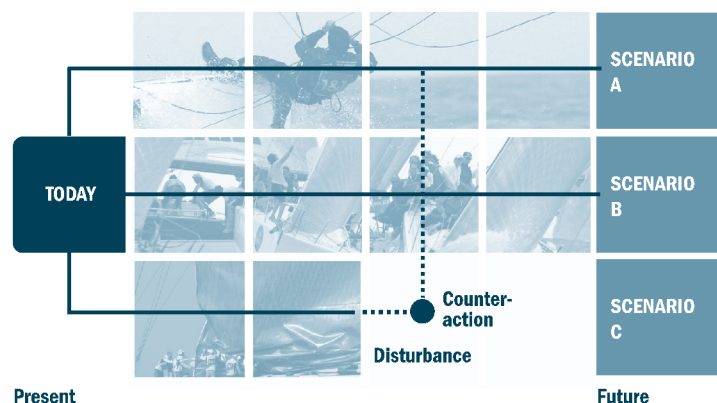 SCENARIO
A
TODAY
SCENARIO
B
Counter-
action
SCENARIO
C
Disturbance
Present
Future